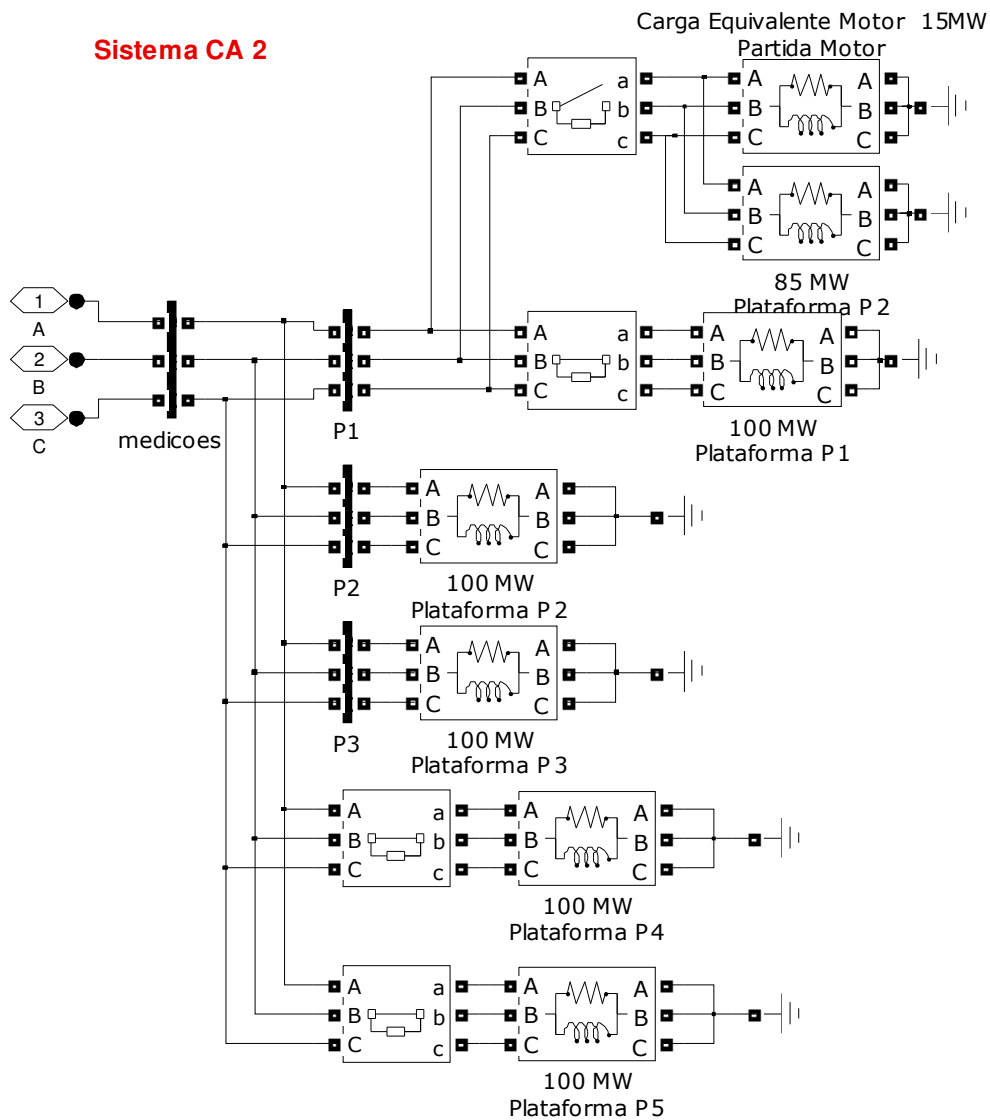 Carga Equivalente Motor 15MW
Partida Motor
Sistema CA 2
A a A A
B b B B
C c C C
A A
B B
C C
85 MW
Plataforma P2
1
A
2
B
3
C
medicoes
P1
A a A A
B b B B
C c C C
100 MW
Plataforma P1
P2
A A
B B
C C
100 MW
Plataforma P2
P3
A A
B B
C C
100 MW
Plataforma P3
A a A A
B b B B
C c C C
100 MW
Plataforma P4
A a A A
B b B B
C c C C
100 MW
Plataforma P5